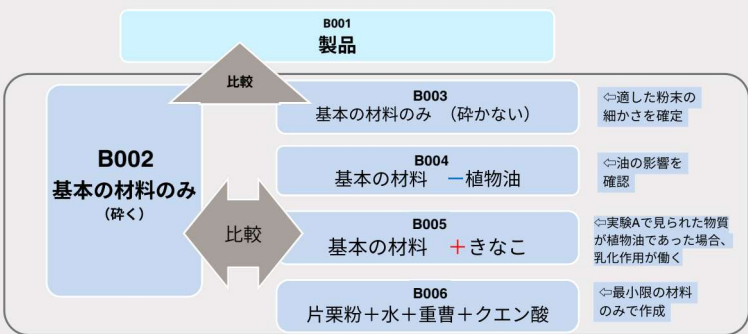 B001
製品
比較
B002
基本の材料のみ
（砕く）
比較
B003
基本の材料のみ　（砕かない）
⇦適した粉末の
細かさを確定
B004
基本の材料　ー植物油
⇦油の影響を
確認
B005
基本の材料　＋きなこ
⇦実験Aで見られた物質
が植物油であった場合、
乳化作用が働く
B006
片栗粉＋水＋重曹＋クエン酸
⇦最小限の材料
のみで作成